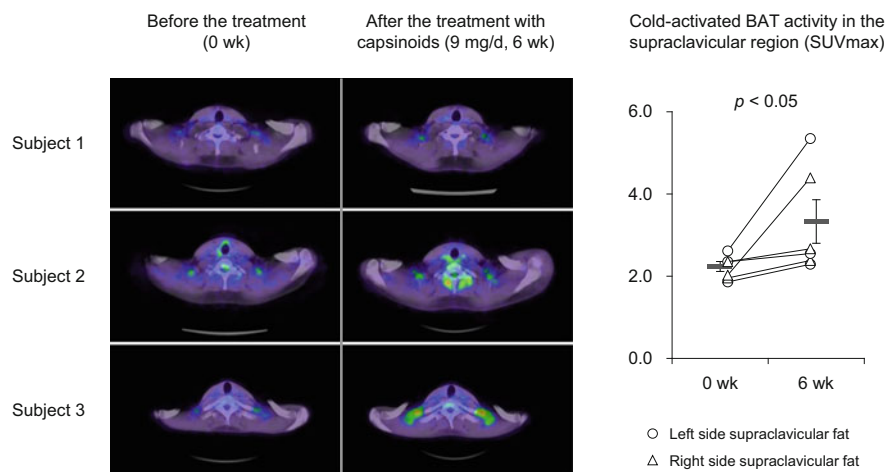 Before the treatment
(0 wk)
After the treatment with
capsinoids (9 mg/d, 6 wk)
Cold-activated BAT activity in the
supraclavicular region (SUVmax)
Subject 1
Subject 2
Subject 3
6.0
4.0
2.0
0.0
p < 0.05
0 wk
6 wk
Left side supraclavicular fat
Right side supraclavicular fat